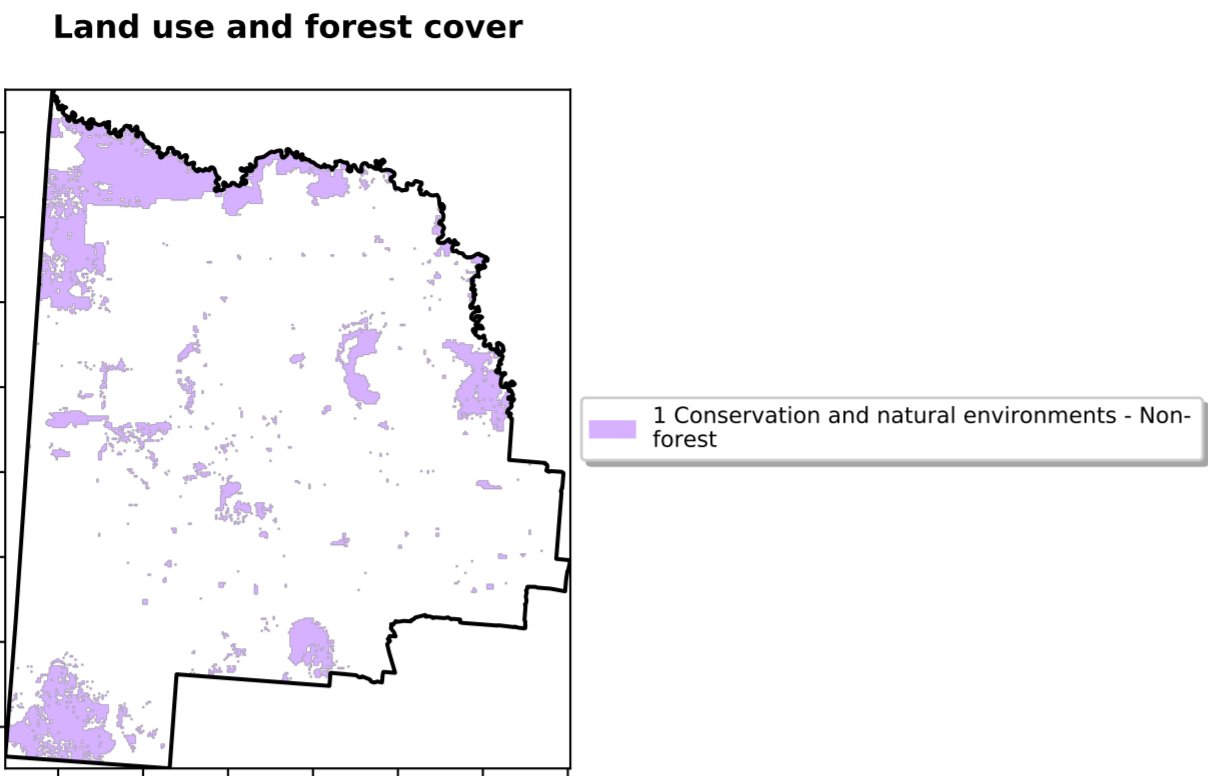 Land use and forest cover
1 Conservation and natural environments - Non-
forest